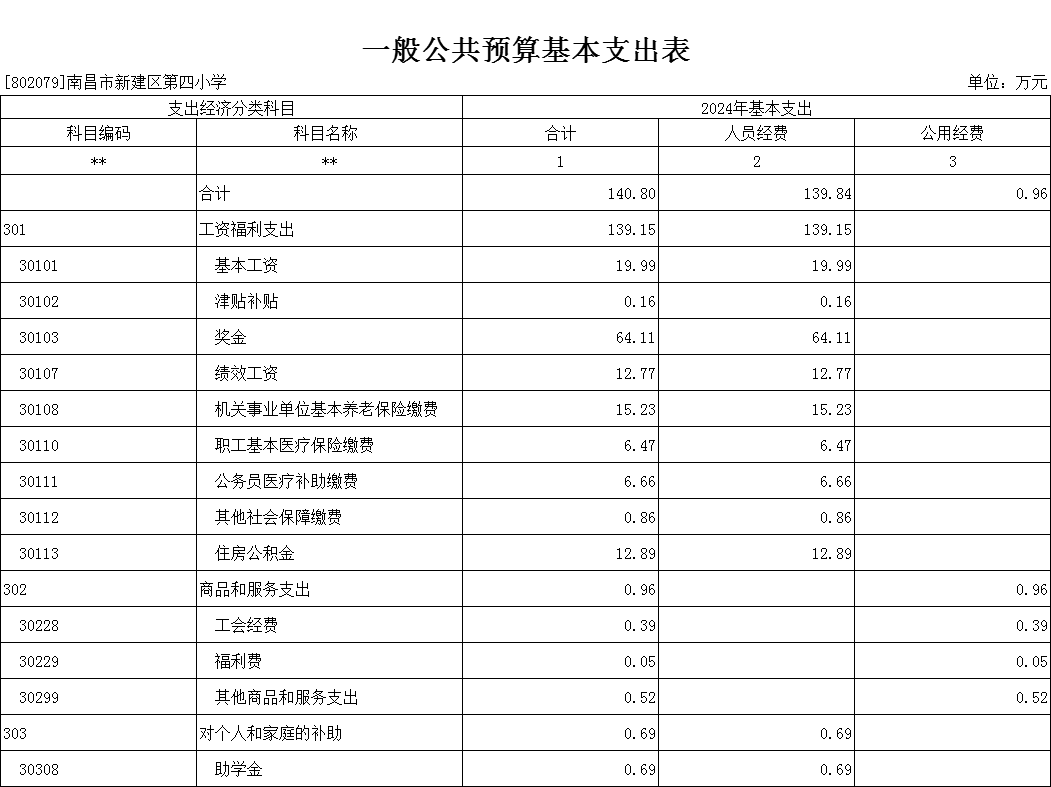 一般公共预算基本支出表
[802079]南昌市新建区第四小学 单位：万元
支出经济分类科目 2024年基本支出
科目编码 科目名称 合计 人员经费 公用经费
** ** 1 2 3
合计 140.80 139.84 0.96
301 工资福利支出 139.15 139.15
30101 基本工资 19.99 19.99
30102 津贴补贴 0.16 0.16
30103 奖金 64.11 64.11
30107 绩效工资 12.77 12.77
30108 机关事业单位基本养老保险缴费 15.23 15.23
30110 职工基本医疗保险缴费 6.47 6.47
30111 公务员医疗补助缴费 6.66 6.66
30112 其他社会保障缴费 0.86 0.86
30113 住房公积金 12.89 12.89
302 商品和服务支出 0.96 0.96
30228 工会经费 0.39 0.39
30229 福利费 0.05 0.05
30299 其他商品和服务支出 0.52 0.52
303 对个人和家庭的补助 0.69 0.69
30308 助学金 0.69 0.69